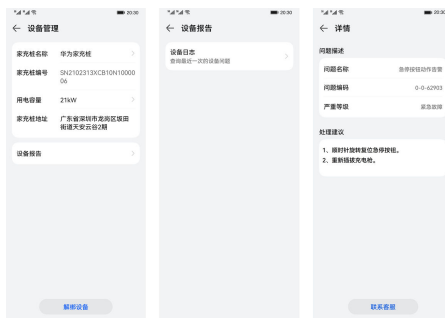 20:30
← 设备管理
家充桩名称 华为家充桩 >
家充桩编号 SN2102313XCB10N10000
06
用电容量 21kW >
家充桩地址 广东省深圳市龙岗区坂田
街道天安云谷2期
设备报告 >
解绑设备
20:30
← 设备报告
设备日志 >
查询最近一次的设备问题
20:30
← 详情
问题描述
问题名称 急停按钮动作告警
问题编码 0-0-62903
严重等级 紧急故障
处理建议
1、顺时针旋转复位急停按钮。
2、重新插拔充电枪。
联系客服